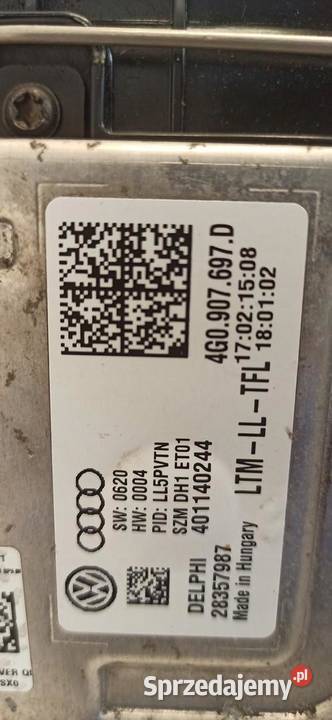 4G0.907.697.D
17:02:15:08
18:01:02
LTM-LL-TFL
SW: 0620
HW: 0004
PID: LL5PVTN
SZM DH1 ET01
401140244
DELPHI
28357987
Made in Hungary
VW
Sprzedajemy.pl